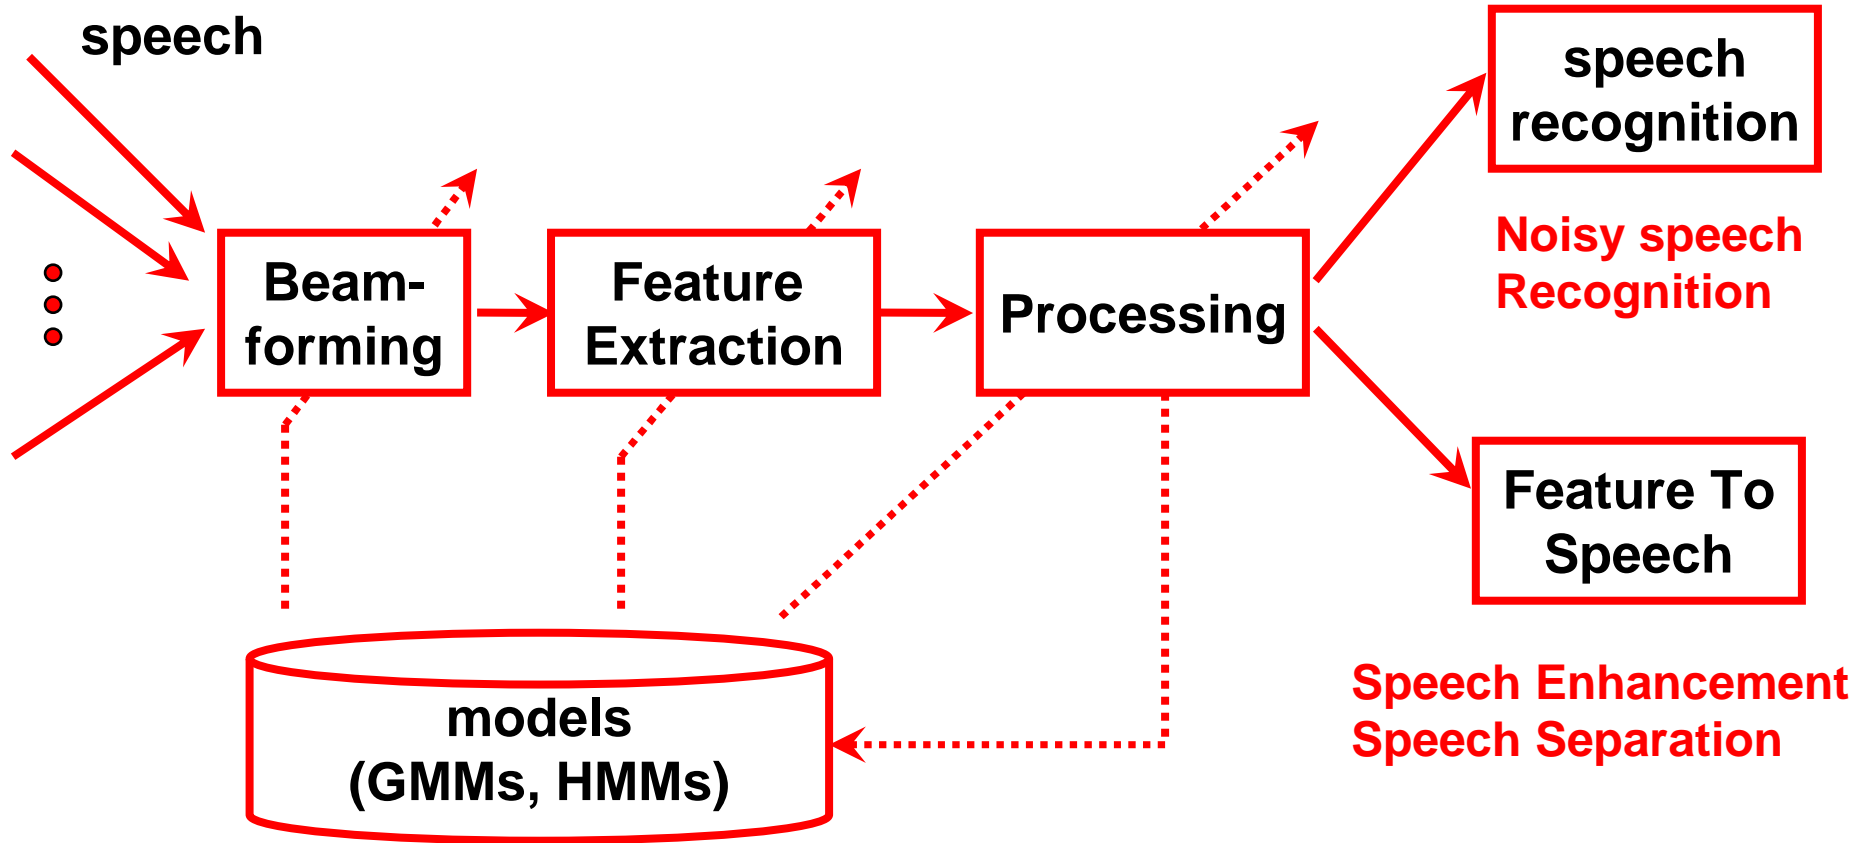 speech
Beam-
forming
Feature
Extraction
Processing
speech
recognition
Noisy speech
Recognition
Feature To
Speech
Speech Enhancement
Speech Separation
models
(GMMs, HMMs)